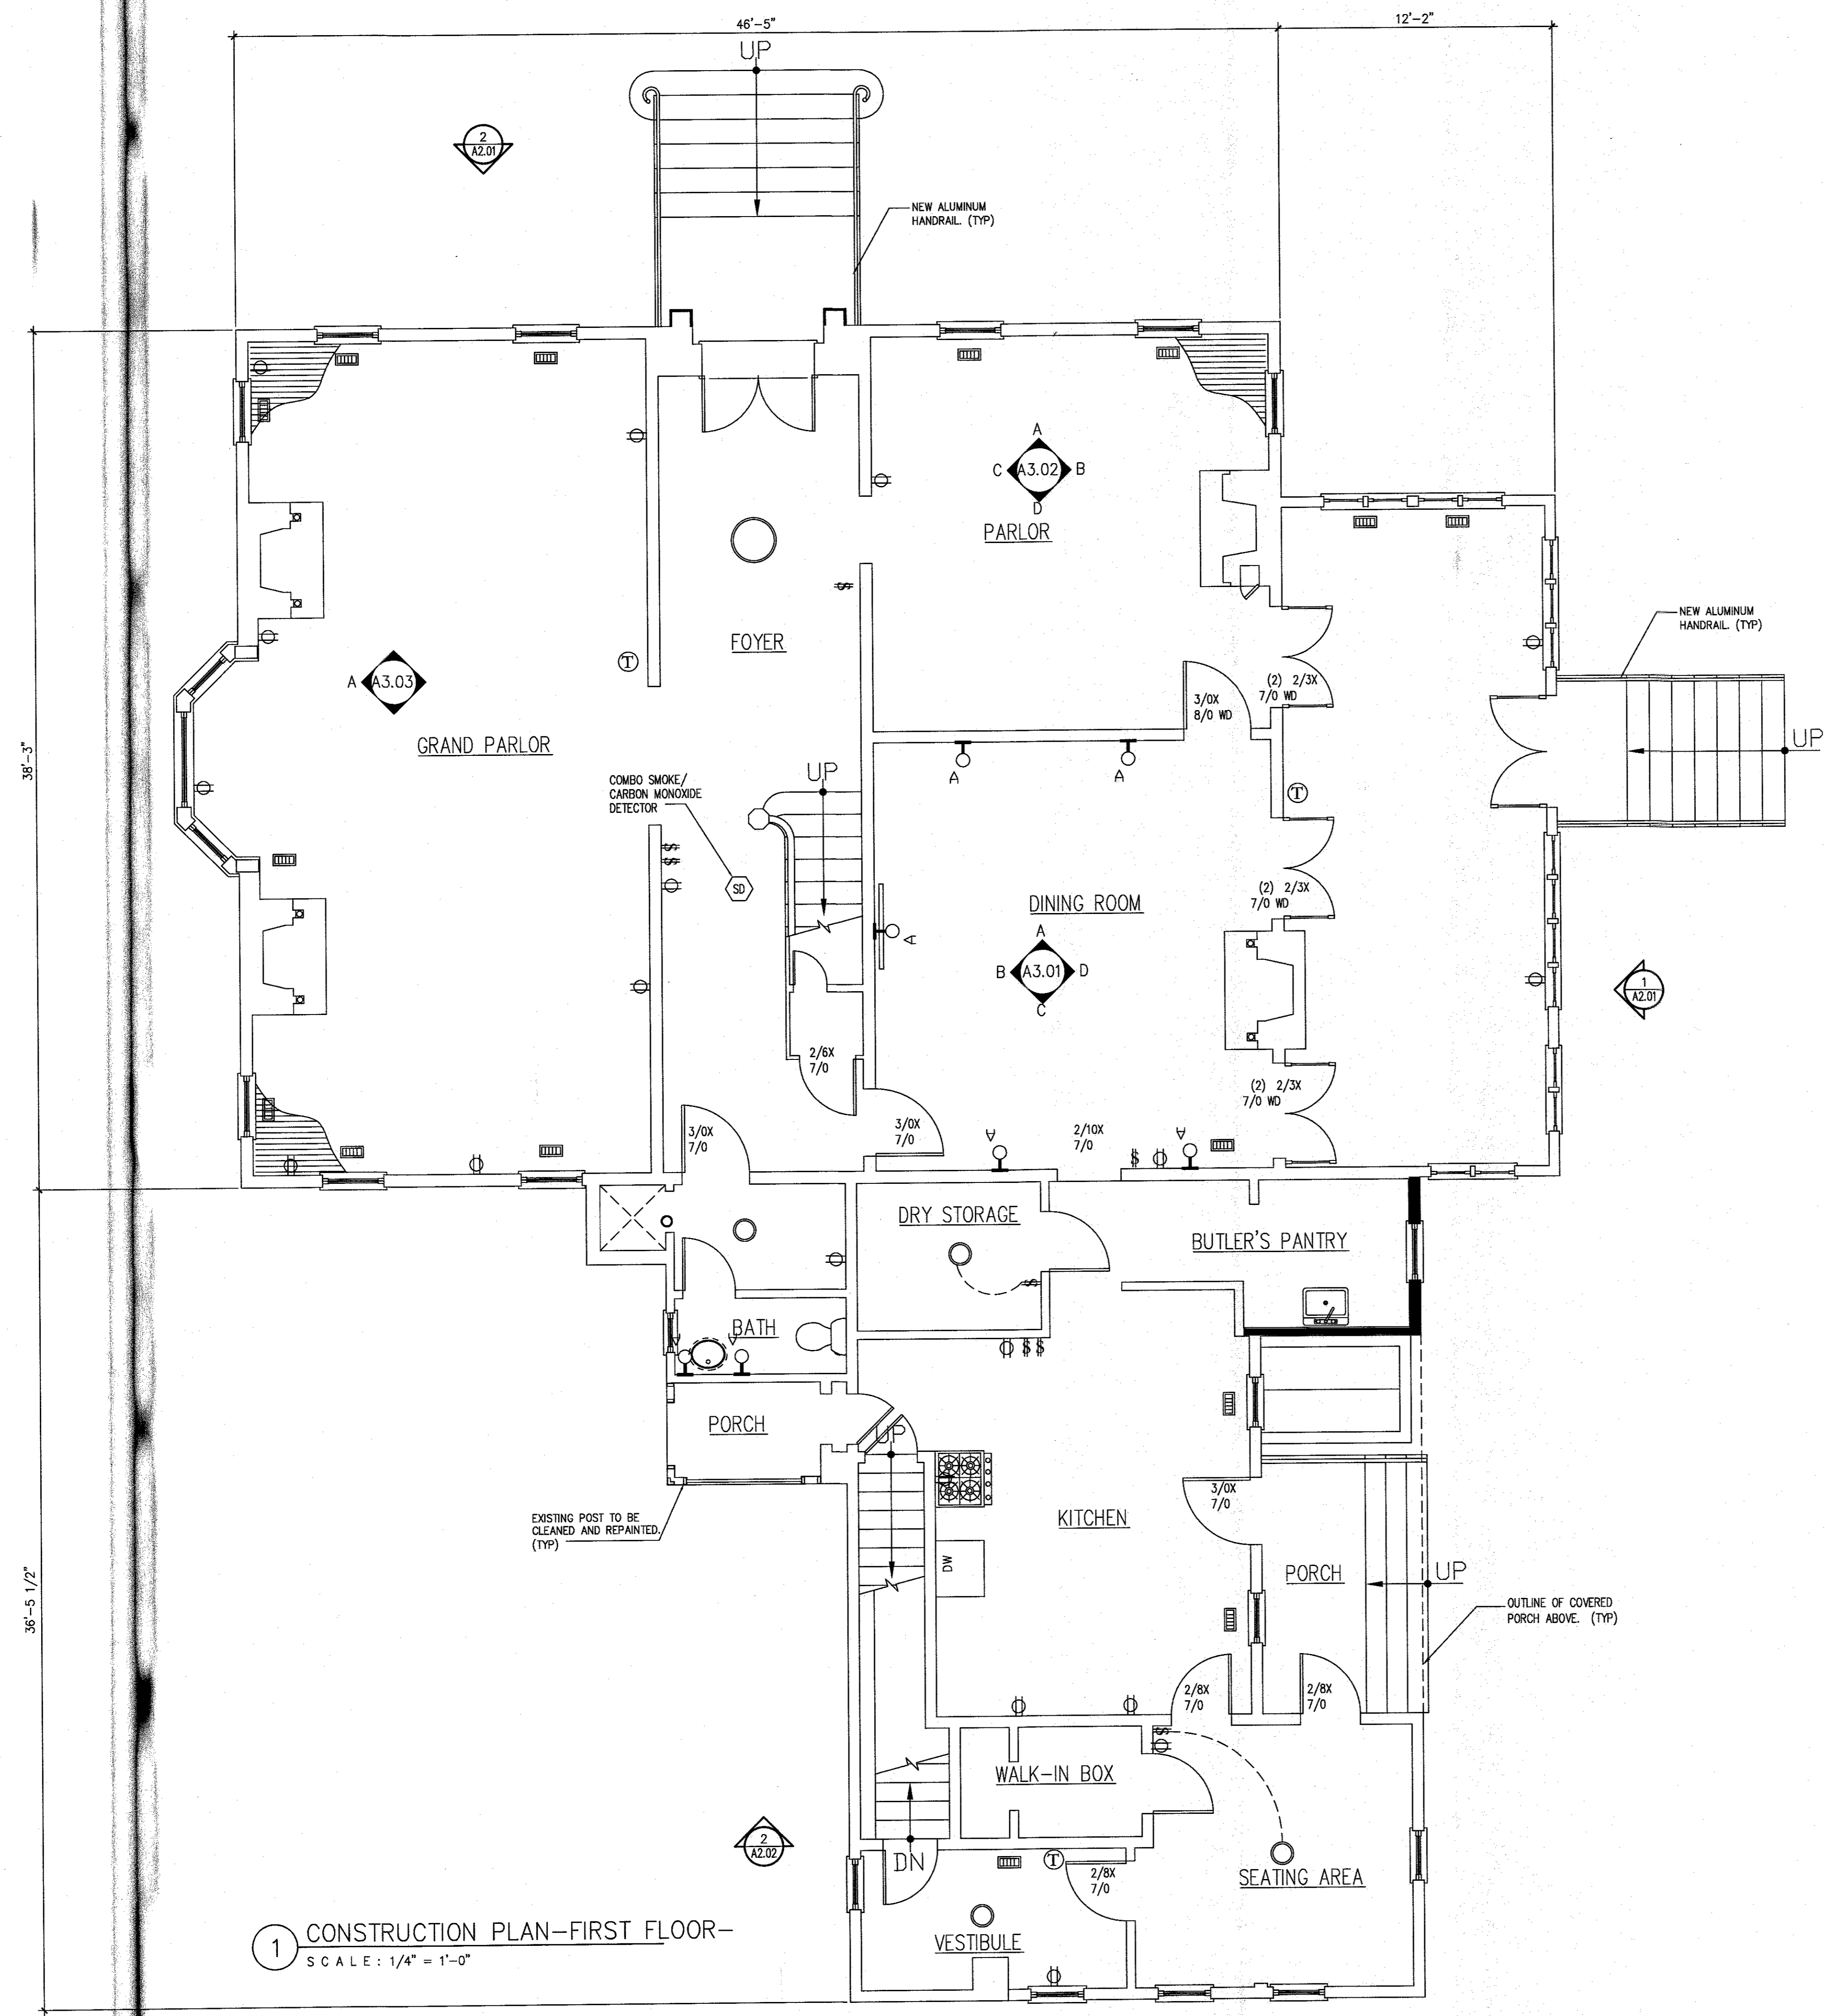 46'-5"
12'-2"
UP
2
A2.01
NEW ALUMINUM
HANDRAIL. (TYP)
A
C A3.02 B
D
PARLOR
NEW ALUMINUM
HANDRAIL. (TYP)
$
FOYER
T
A A3.03
(2) 2/3X
7/0 WD
3/0X
8/0 WD
GRAND PARLOR
38'-3"
UP
COMBO SMOKE/
CARBON MONOXIDE
DETECTOR
UP
A
A
T
$
$
SD
(2) 2/3X
7/0 WD
DINING ROOM
A
A
B A3.01 D
C
1
A2.01
2/6X
7/0
(2) 2/3X
7/0 WD
3/0X
7/0
3/0X
7/0
A
2/10X
7/0
A
$
DRY STORAGE
BUTLER'S PANTRY
$
BATH
A
A
$ $
PORCH
UP
3/0X
7/0
KITCHEN
EXISTING POST TO BE
CLEANED AND REPAINTED.
(TYP)
DW
PORCH
UP
36'-5 1/2"
OUTLINE OF COVERED
PORCH ABOVE. (TYP)
2/8X
7/0
2/8X
7/0
$
WALK-IN BOX
2
A2.02
DN
T
2/8X
7/0
SEATING AREA
VESTIBULE
1
CONSTRUCTION PLAN-FIRST FLOOR-
SCALE: 1/4" = 1'-0"